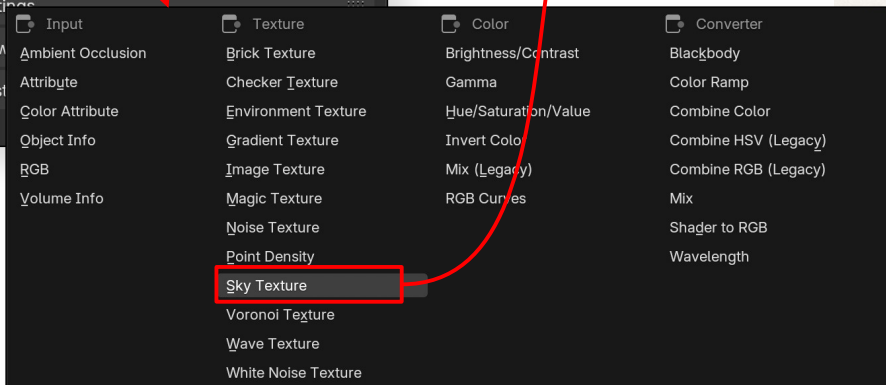 tings
Input
Ambient Occlusion
Attribute
Color Attribute
Object Info
RGB
Volume Info
Texture
Brick Texture
Checker Texture
Environment Texture
Gradient Texture
Image Texture
Magic Texture
Noise Texture
Point Density
Sky Texture
Voronoi Texture
Wave Texture
White Noise Texture
Color
Brightness/Contrast
Gamma
Hue/Saturation/Value
Invert Color
Mix (Legacy)
RGB Curves
Converter
Blackbody
Color Ramp
Combine Color
Combine HSV (Legacy)
Combine RGB (Legacy)
Mix
Shader to RGB
Wavelength